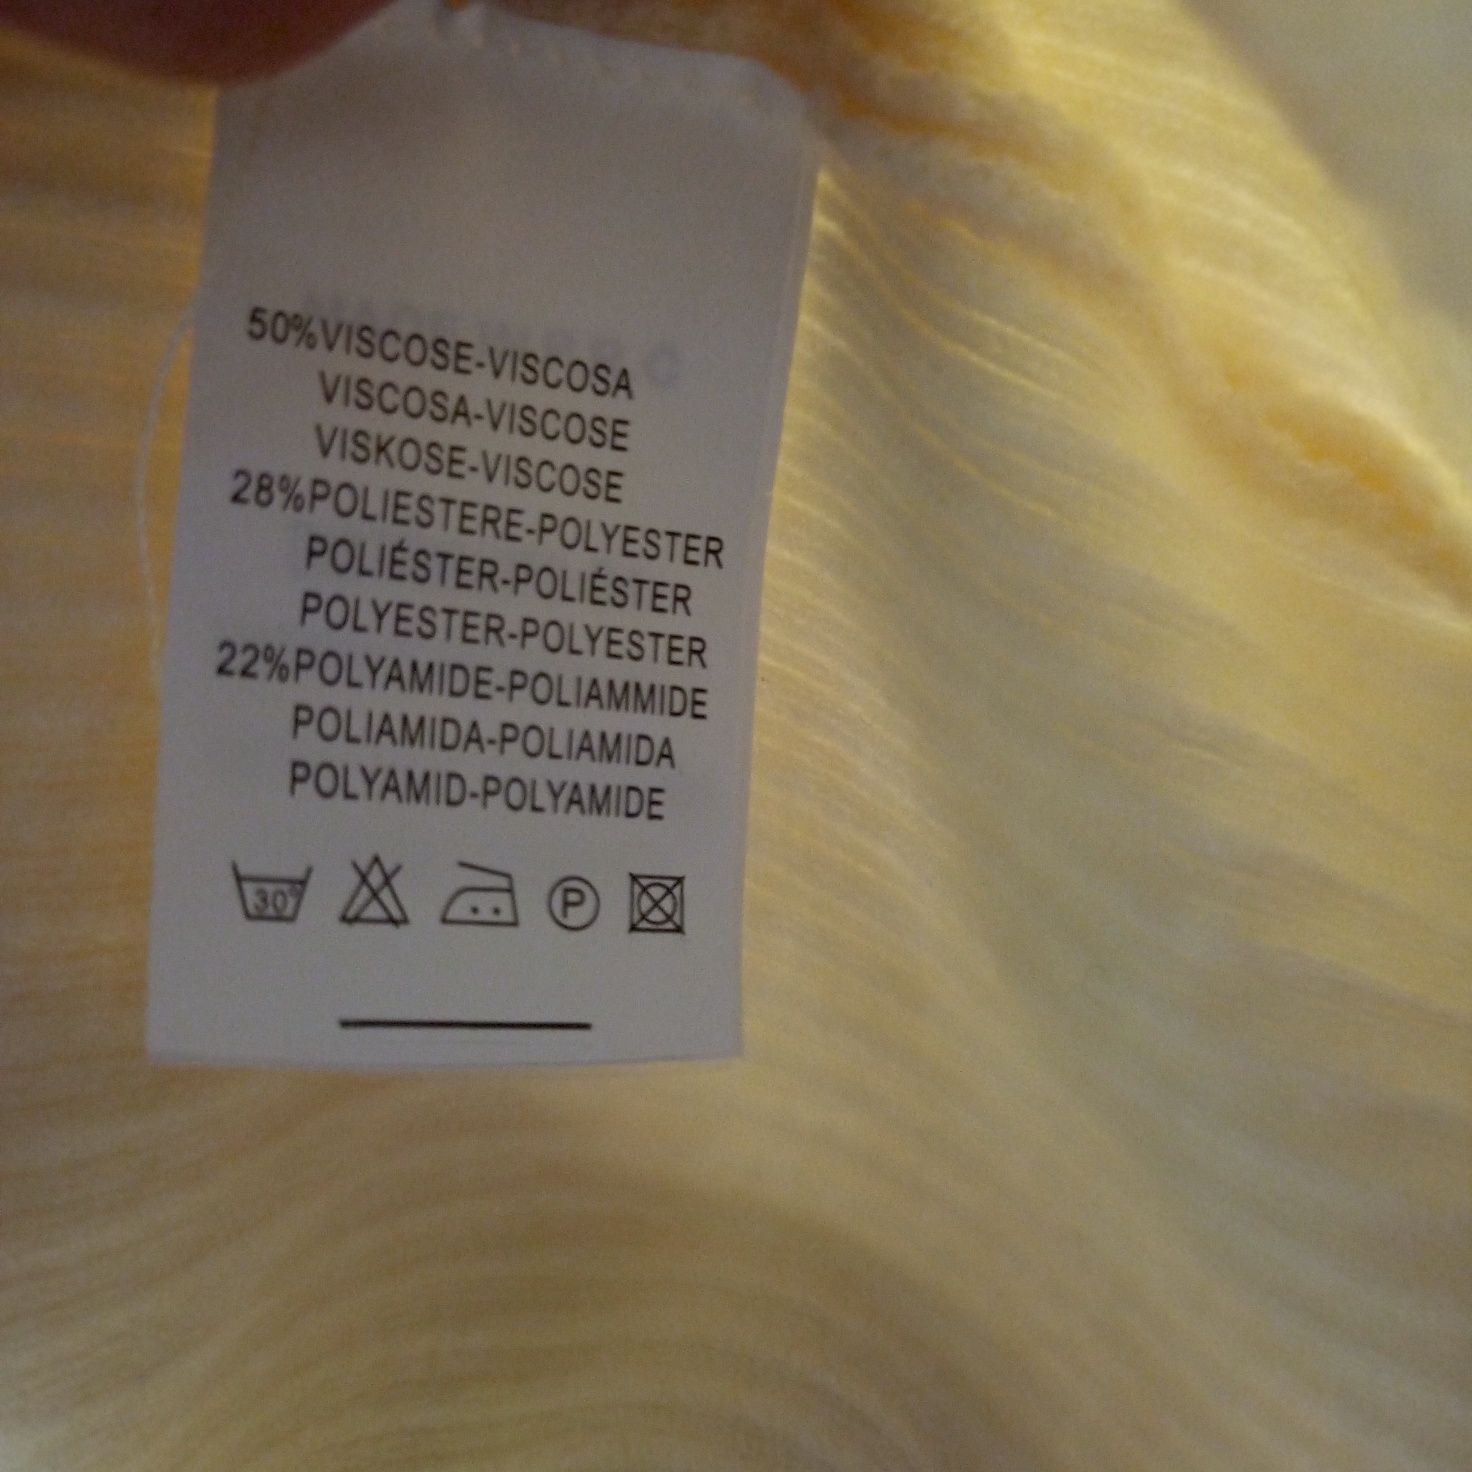 50%VISCOSE-VISCOSA
VISCOSA-VISCOSE
VISKOSE-VISCOSE
28%POLIESTERE-POLYESTER
POLIÉSTER-POLIÉSTER
POLYESTER-POLYESTER
22%POLYAMIDE-POLIAMMIDE
POLIAMIDA-POLIAMIDA
POLYAMID-POLYAMIDE
30° P